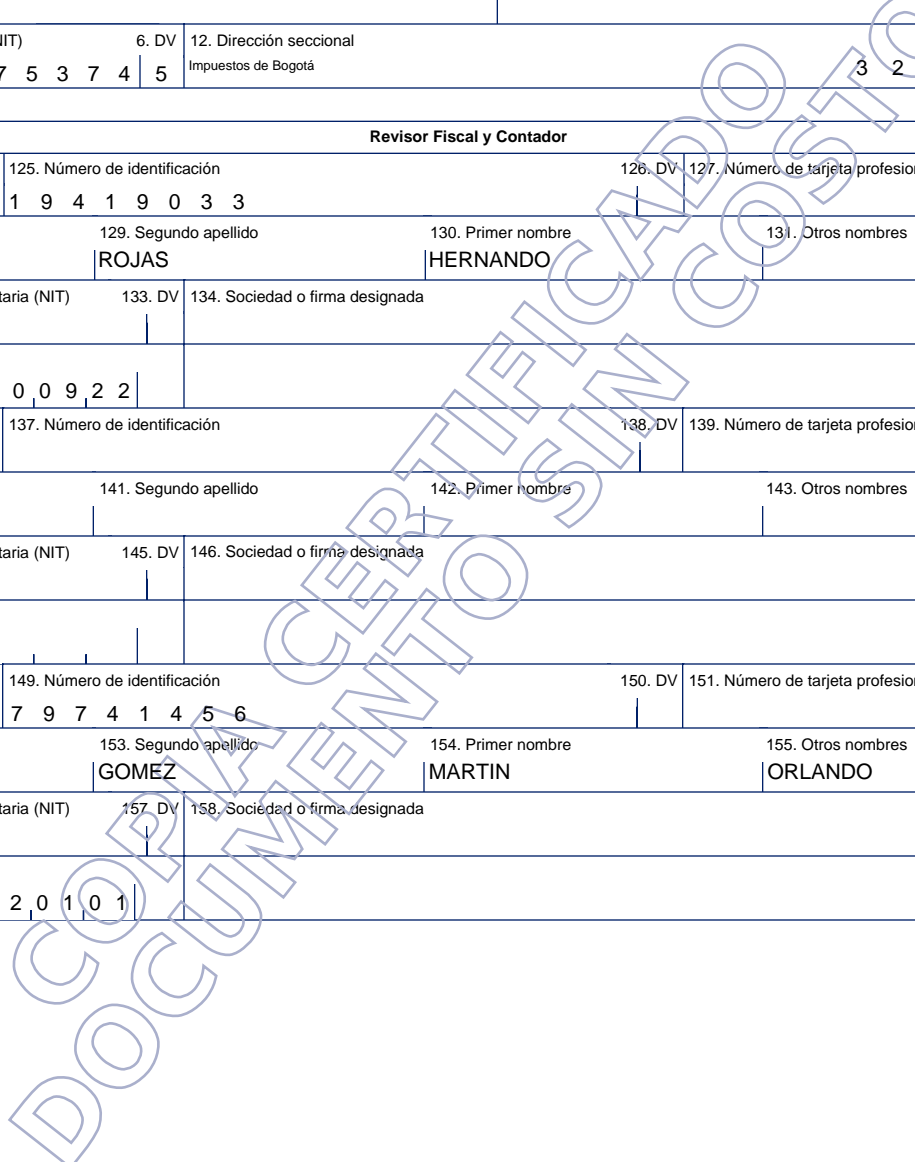 NIT) 6. DV 12. Dirección seccional
7 5 3 7 4 5 Impuestos de Bogotá 3 2
Revisor Fiscal y Contador
125. Número de identificación 126. DV 127. Número de tarjeta profesion
1 9 4 1 9 0 3 3
129. Segundo apellido 130. Primer nombre 131. Otros nombres
ROJAS HERNANDO
taria (NIT) 133. DV 134. Sociedad o firma designada
0 0 9 2 2
137. Número de identificación 138. DV 139. Número de tarjeta profesion
141. Segundo apellido 142. Primer nombre 143. Otros nombres
taria (NIT) 145. DV 146. Sociedad o firma designada
149. Número de identificación 150. DV 151. Número de tarjeta profesion
7 9 7 4 1 4 5 6
153. Segundo apellido 154. Primer nombre 155. Otros nombres
GOMEZ MARTIN ORLANDO
taria (NIT) 157. DV 158. Sociedad o firma designada
2 0 1 0 1
COPIA CERTIFICADO
DOCUMENTO SIN COSTO